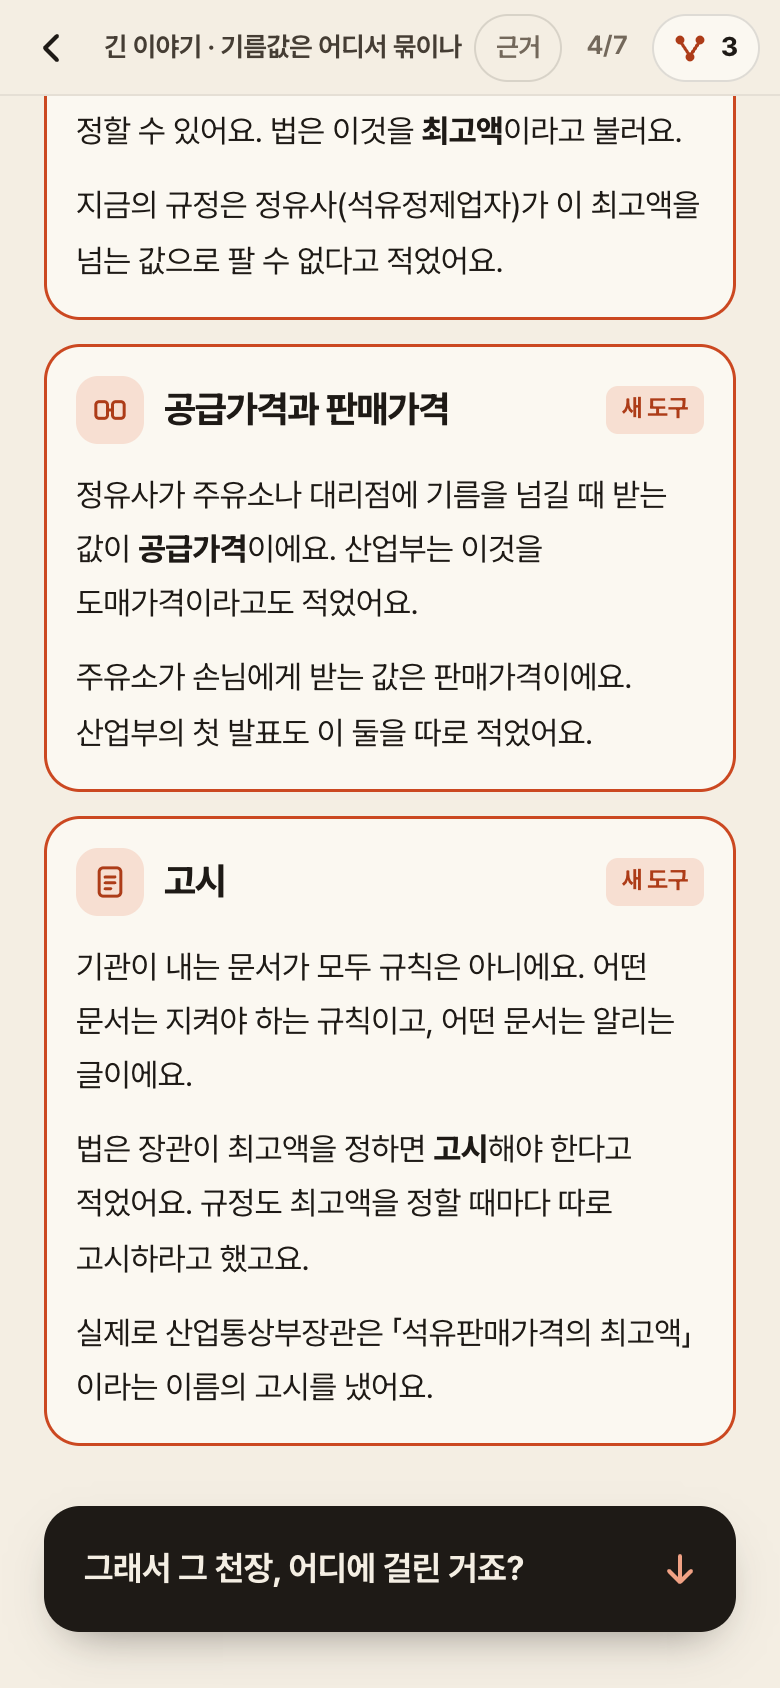 긴 이야기 · 기름값은 어디서 묶이나
근거
4/7
3
정할 수 있어요. 법은 이것을 최고액이라고 불러요.
지금의 규정은 정유사(석유정제업자)가 이 최고액을
넘는 값으로 팔 수 없다고 적었어요.
공급가격과 판매가격
새 도구
정유사가 주유소나 대리점에 기름을 넘길 때 받는
값이 공급가격이에요. 산업부는 이것을
도매가격이라고도 적었어요.
주유소가 손님에게 받는 값은 판매가격이에요.
산업부의 첫 발표도 이 둘을 따로 적었어요.
고시
새 도구
기관이 내는 문서가 모두 규칙은 아니에요. 어떤
문서는 지켜야 하는 규칙이고, 어떤 문서는 알리는
글이에요.
법은 장관이 최고액을 정하면 고시해야 한다고
적었어요. 규정도 최고액을 정할 때마다 따로
고시하라고 했고요.
실제로 산업통상부장관은 「석유판매가격의 최고액」
이라는 이름의 고시를 냈어요.
그래서 그 천장, 어디에 걸린 거죠?